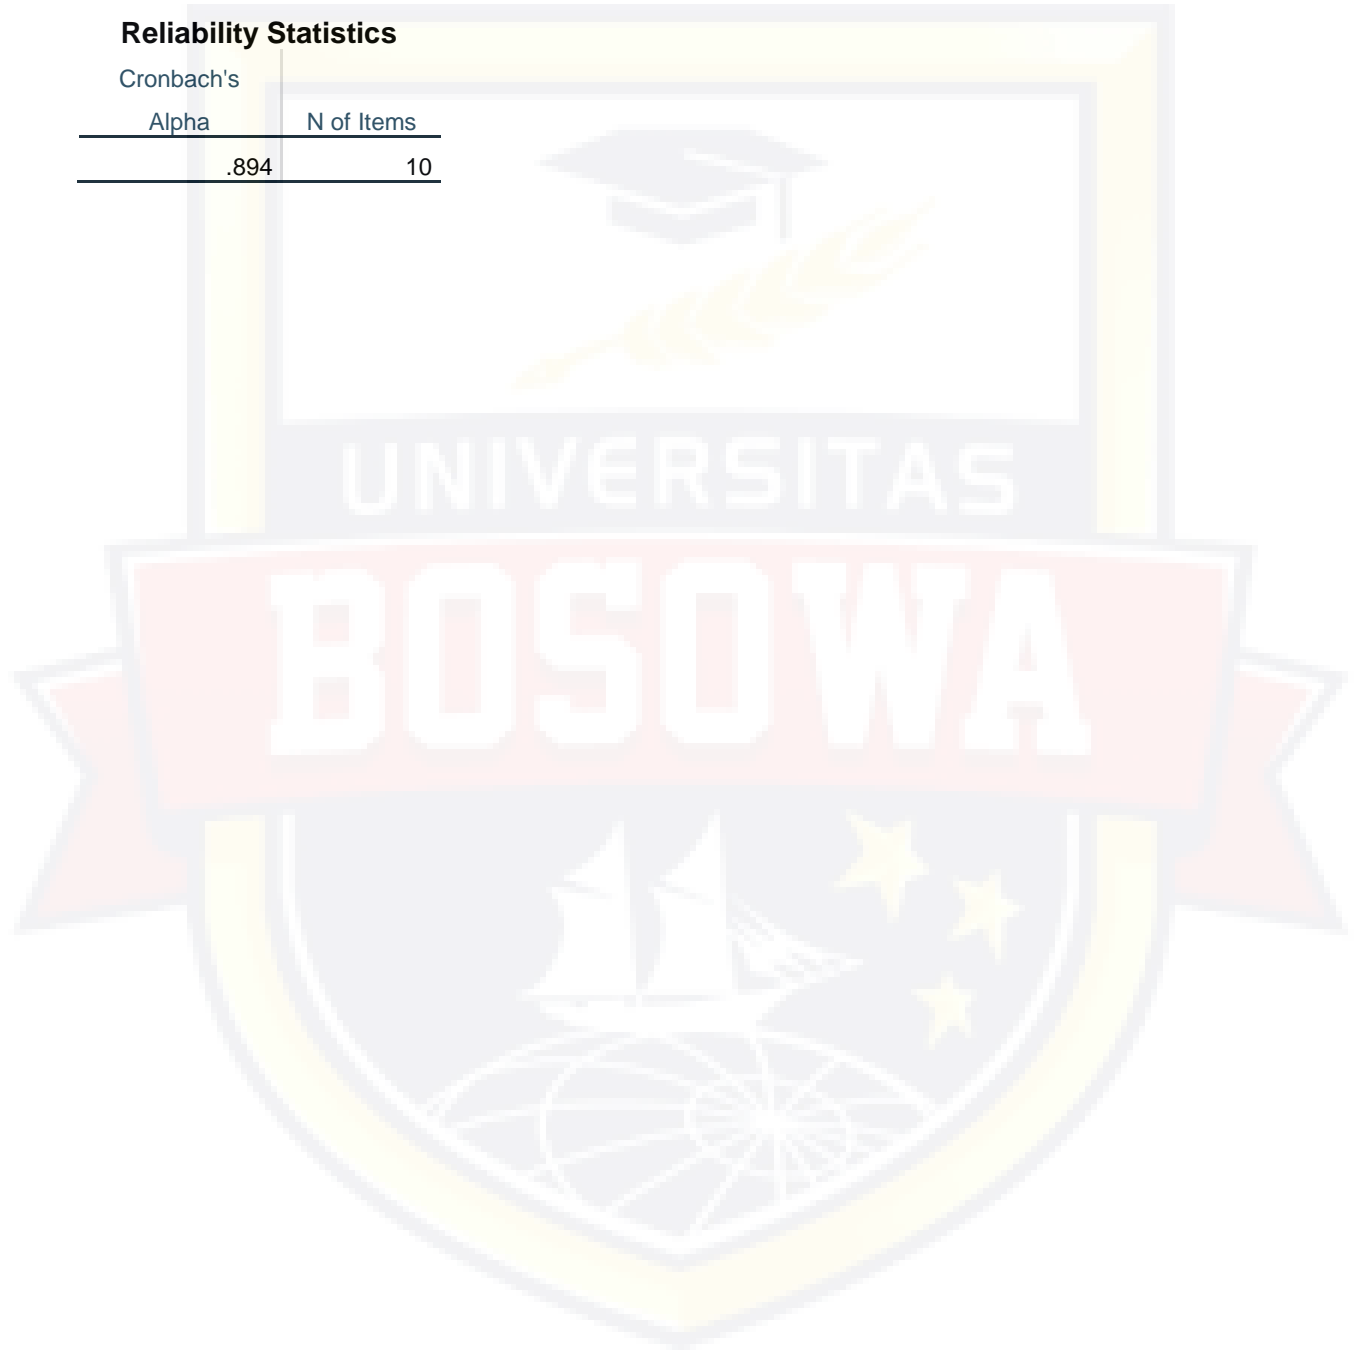 Reliability Statistics
Cronbach's
Alpha N of Items
.894 10
UNIVERSITAS
BOSOWA